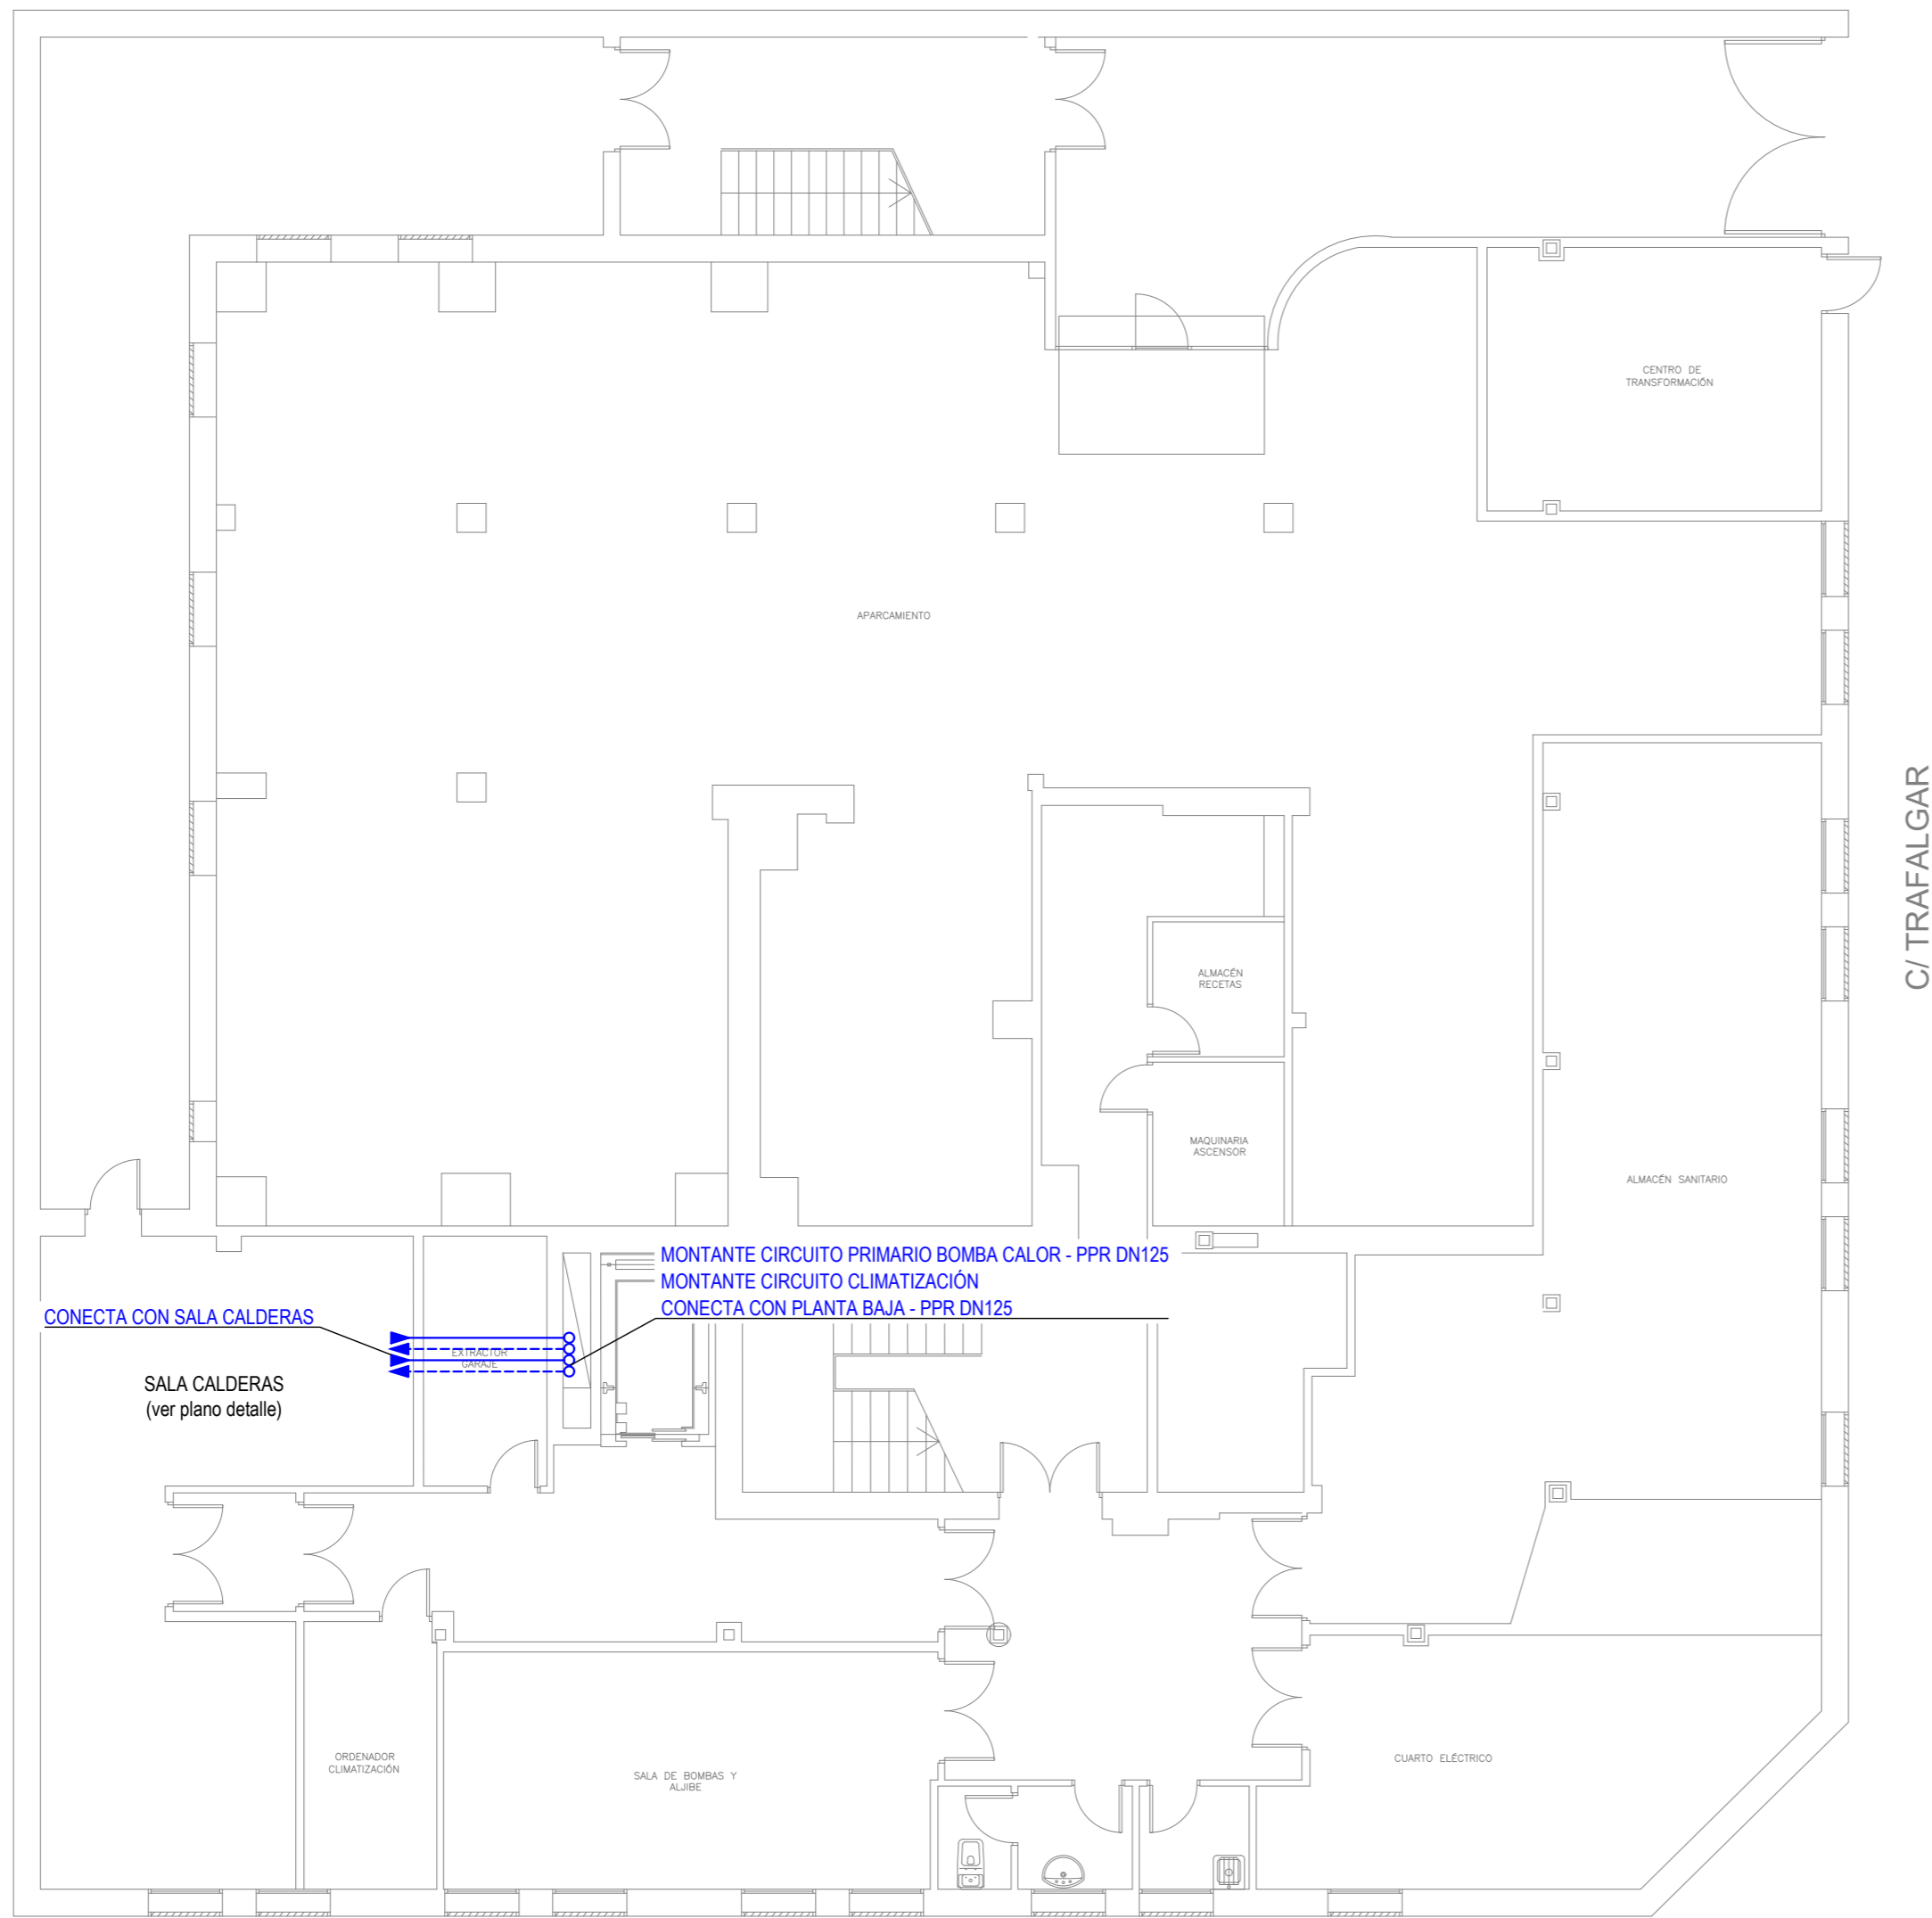 CENTRO DE
TRANSFORMACIÓN
APARCAMIENTO
C/ TRAFALGAR
ALMACÉN
RECETAS
MAQUINARIA
ASCENSOR
ALMACÉN SANITARIO
MONTANTE CIRCUITO PRIMARIO BOMBA CALOR - PPR DN125
MONTANTE CIRCUITO CLIMATIZACIÓN
CONECTA CON PLANTA BAJA - PPR DN125
CONECTA CON SALA CALDERAS
EXTRACTOR
GARAJE
SALA CALDERAS
(ver plano detalle)
ORDENADOR
CLIMATIZACIÓN
SALA DE BOMBAS Y
ALJIBE
CUARTO ELÉCTRICO